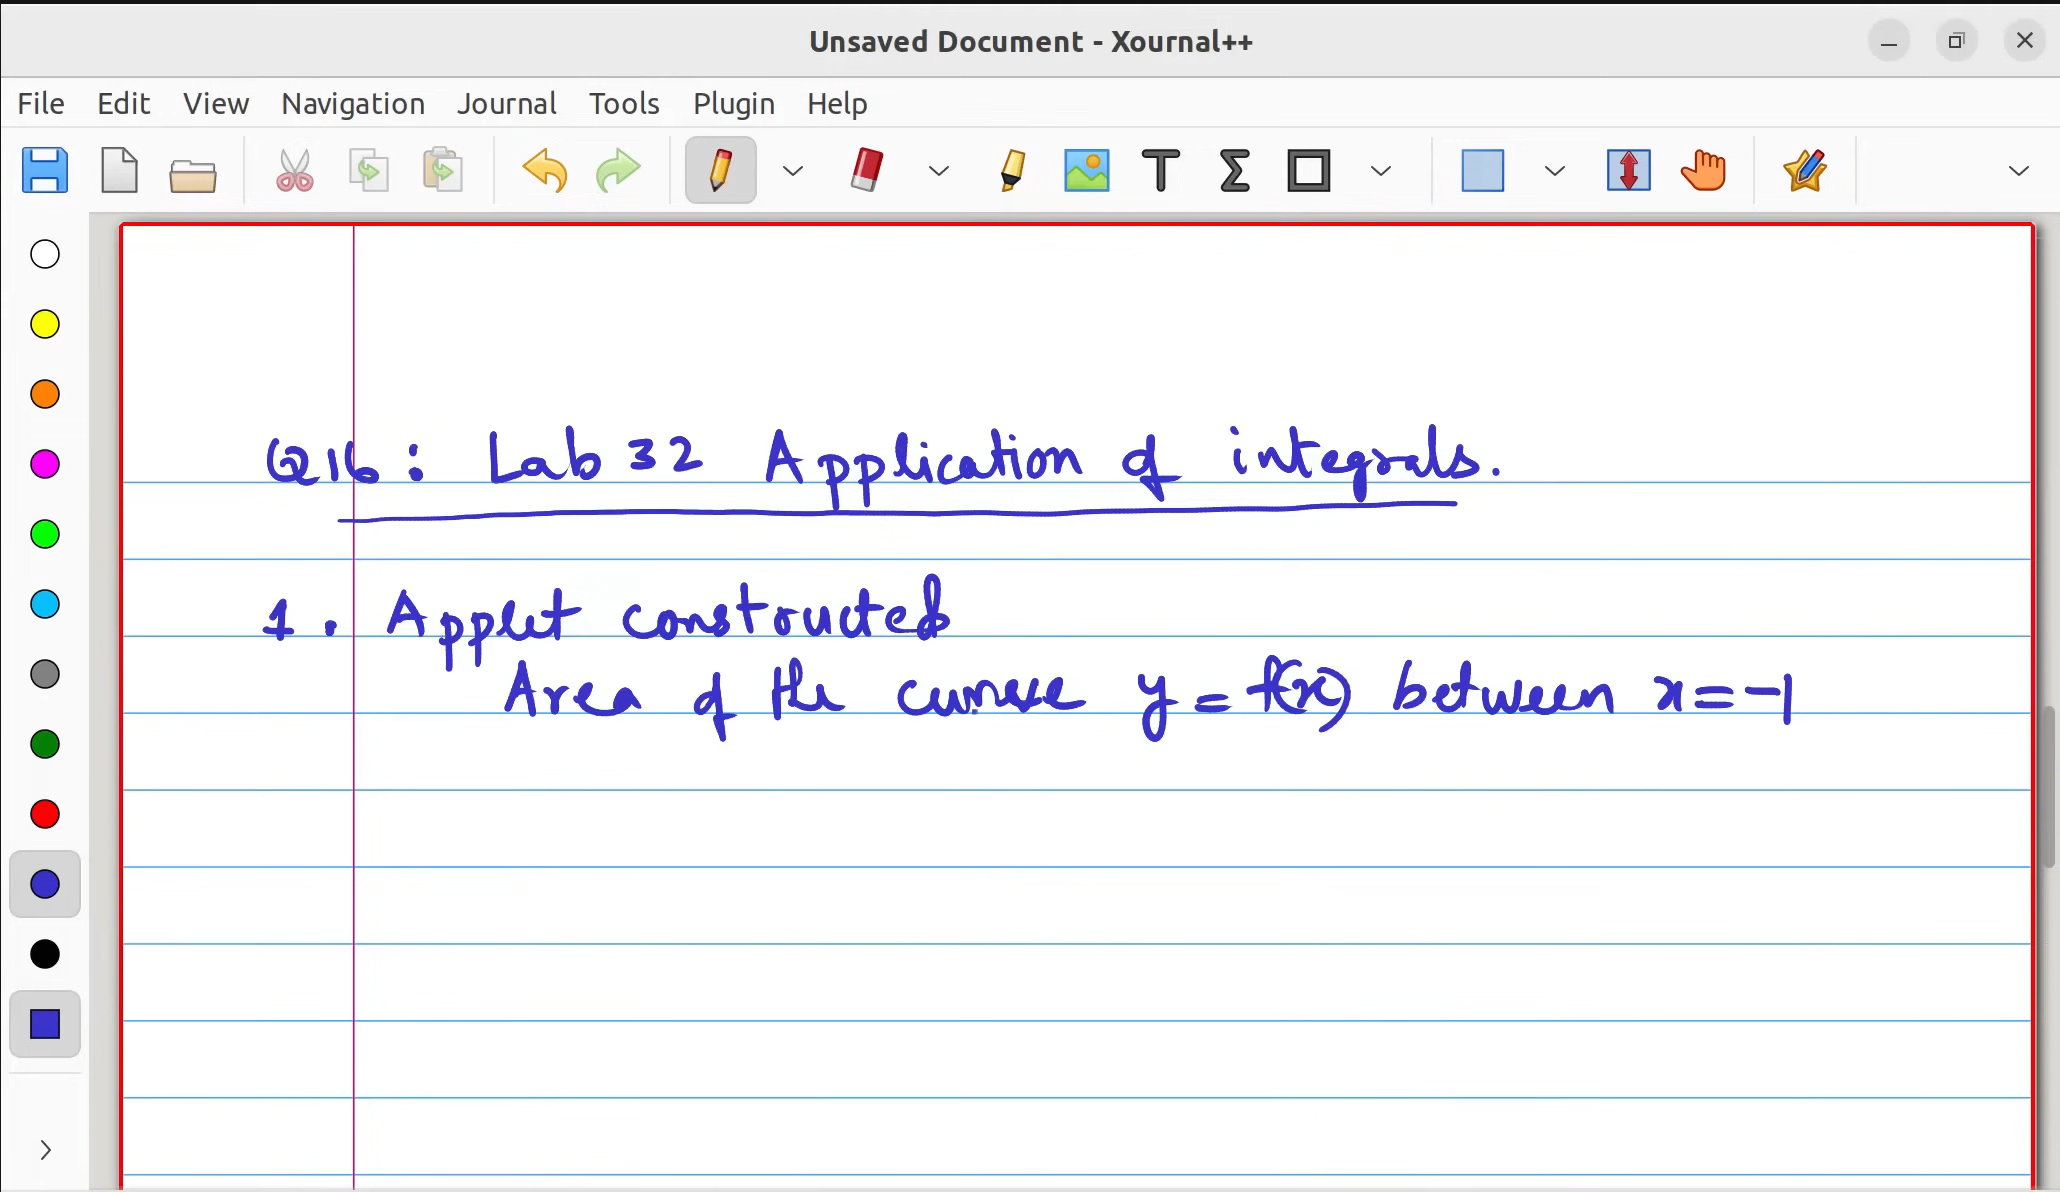 Unsaved Document - Xournal++
File Edit View Navigation Journal Tools Plugin Help
Q16: Lab 32 Application of integrals.
1. Applet constructed
Area of the curve y = f(x) between x = -1